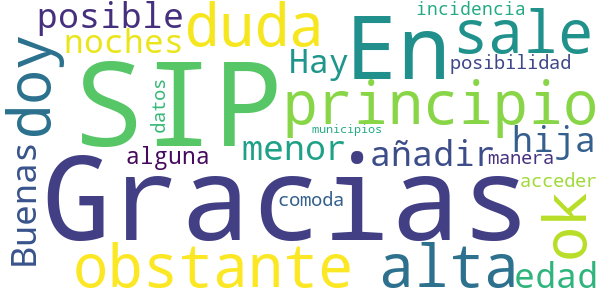 posible
duda
En
incidencia
noches
sale
Hay
posibilidad
doy
SIP
datos
principio
municipios
hija
Buenas
alguna
menor
añadir
manera
Gracias
comoda
acceder
ok
obstante
alta
edad